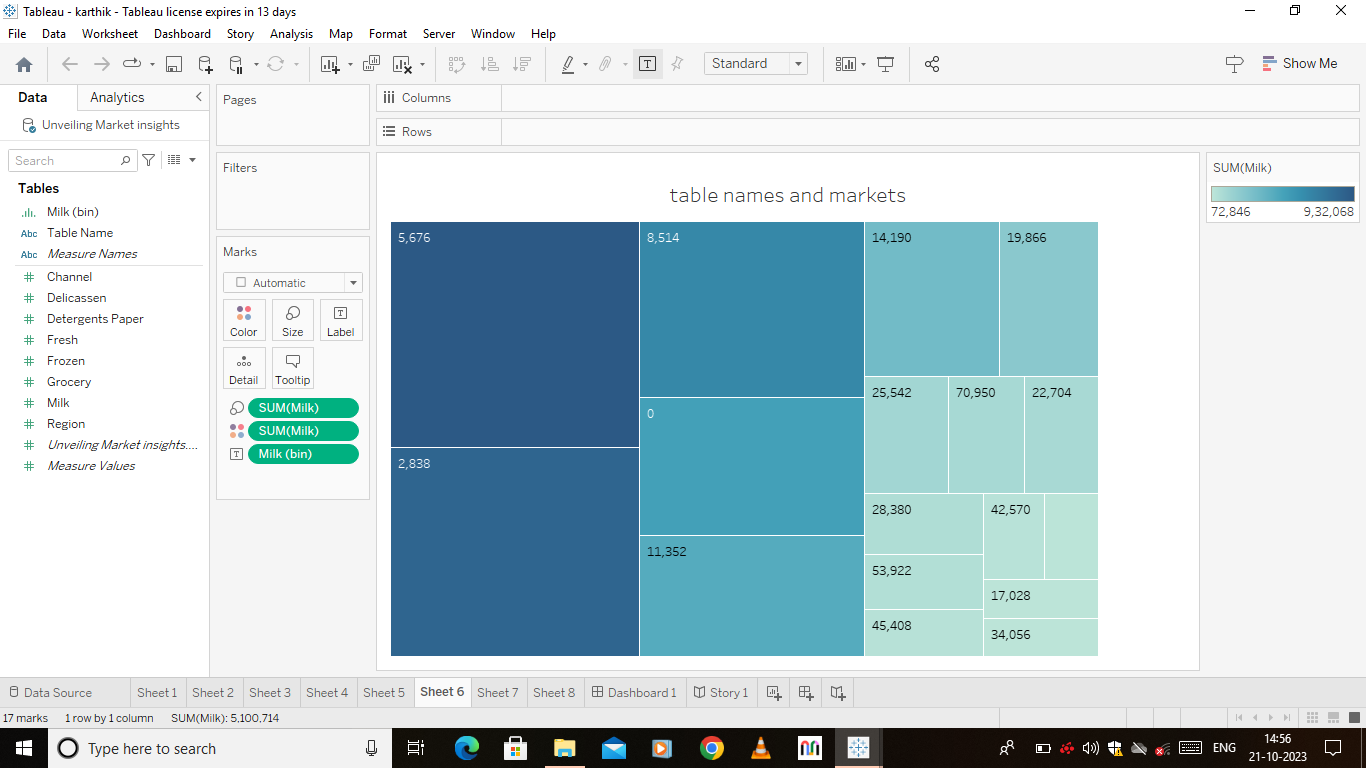 Tableau - karthik - Tableau license expires in 13 days
File Data Worksheet Dashboard Story Analysis Map Format Server Window Help
Standard
Show Me
Data Analytics
Unveiling Market insights
Search
Tables
Milk (bin)
Abc Table Name
Abc Measure Names
Channel
Delicassen
Detergents Paper
Fresh
Frozen
Grocery
Milk
Region
Unveiling Market insights....
Measure Values
Pages
Filters
Marks
Automatic
Color Size Label
Detail Tooltip
SUM(Milk)
SUM(Milk)
Milk (bin)
Columns
Rows
table names and markets
5,676
8,514
14,190
19,866
2,838
0
11,352
25,542
70,950
22,704
28,380
42,570
53,922
17,028
45,408
34,056
SUM(Milk)
72,846 9,32,068
Data Source Sheet 1 Sheet 2 Sheet 3 Sheet 4 Sheet 5 Sheet 6 Sheet 7 Sheet 8 Dashboard 1 Story 1
17 marks 1 row by 1 column SUM(Milk): 5,100,714
Type here to search
ENG
14:56
21-10-2023